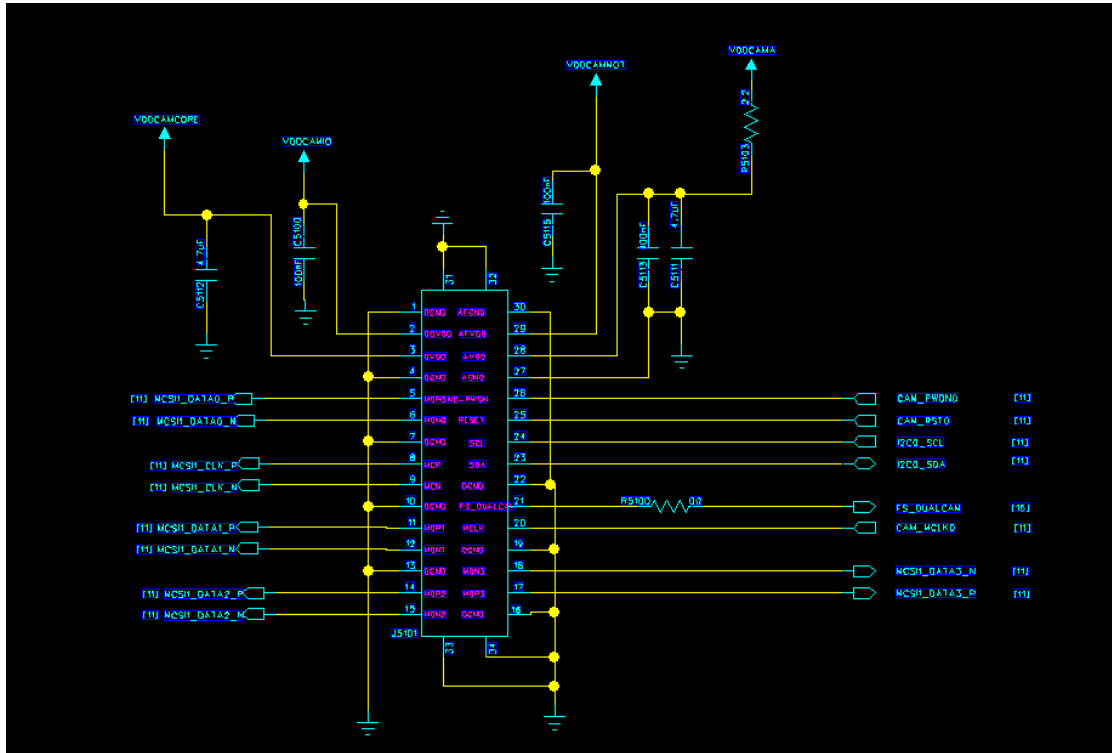 VDDCAMA
VDDCAMMOT
2.2
R5103
VDDCAMCORE
VDDCAMIO
100nF
C5115
4.7uF
C5112
C5100
100nF
100nF
C5113
4.7uF
C5111
31 32
1 DGND AFGND 30
2 DOVDD AFVDD 29
3 DVDD AVDD 28
4 DGND AGND 27
[11] MCSI1_DATA0_P 5 26 CAM_PWDN0 [11]
[11] MCSI1_DATA0_N 6 MDN0 RESET 25 CAM_RST0 [11]
7 DGND SCL 24 I2C0_SCL [11]
[11] MCSI1_CLK_P 8 MCP SDA 23 I2C0_SDA [11]
[11] MCSI1_CLK_N 9 MCN DGND 22
10 DGND FS_DUALCAM 21 R5100 0Ω FS_DUALCAM [16]
[11] MCSI1_DATA1_P 11 MDP1 MCLK 20 CAM_MCLK0 [11]
[11] MCSI1_DATA1_N 12 MDN1 DGND 19
13 DGND MDN3 18 MCSI1_DATA3_N [11]
[11] MCSI1_DATA2_P 14 MDP2 MDP3 17 MCSI1_DATA3_P [11]
[11] MCSI1_DATA2_N 15 MDN2 DGND 16
J5101
33 34